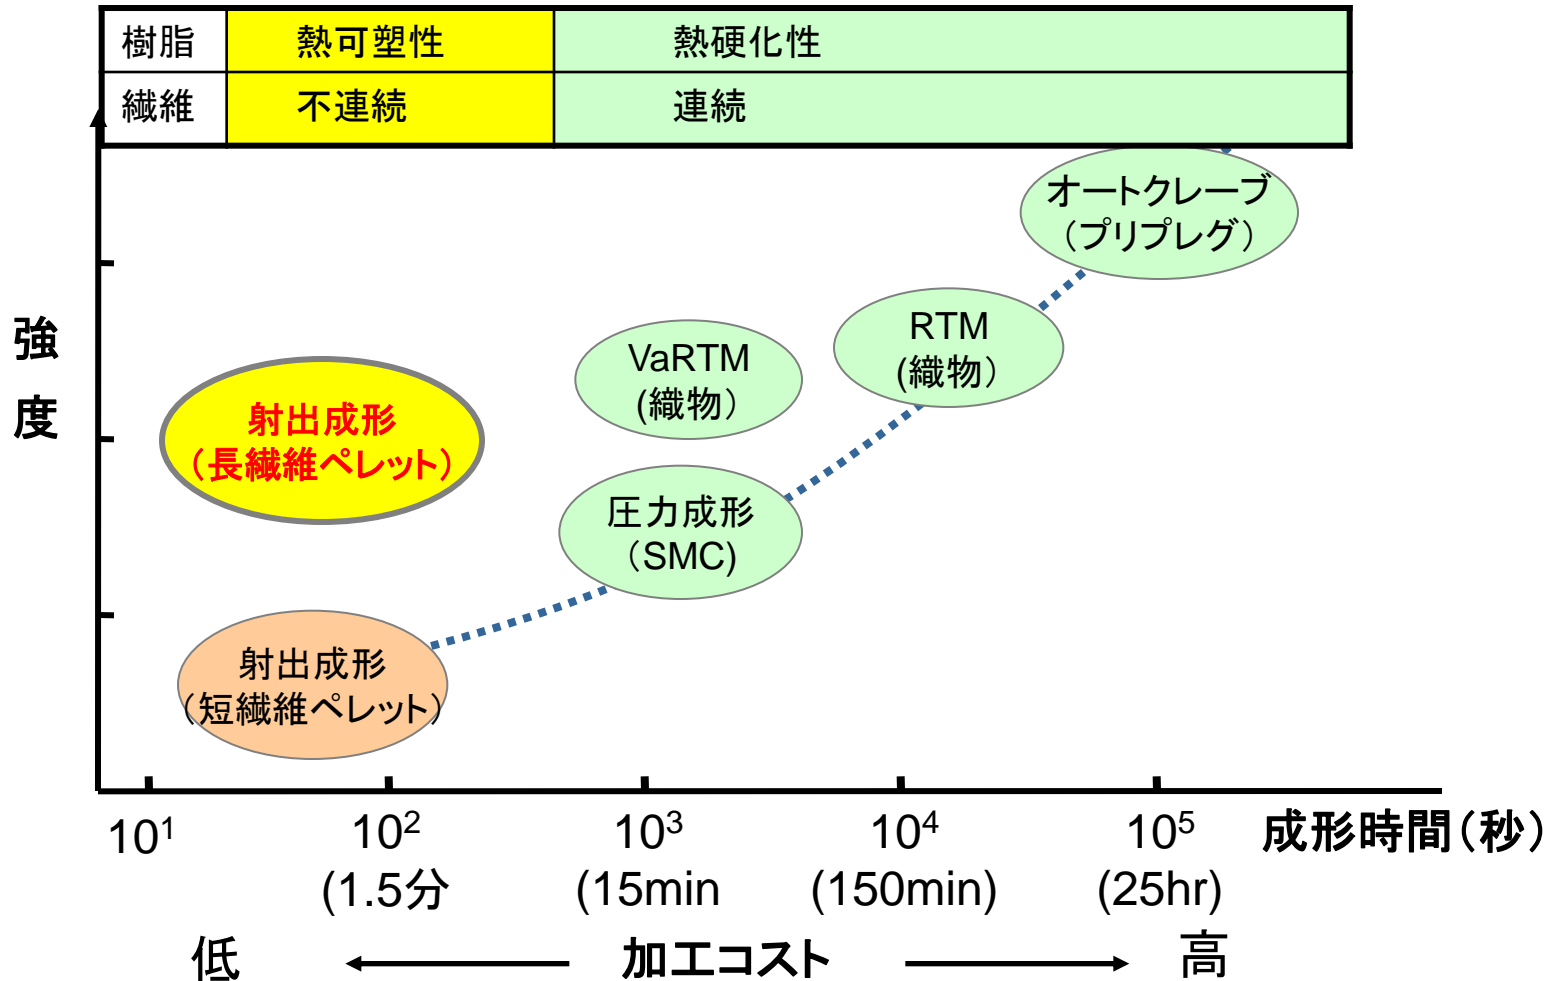 樹脂 熱可塑性 熱硬化性
繊維 不連続 連続
オートクレーブ
（プリプレグ）
強
度
RTM
(織物）
VaRTM
(織物）
射出成形
（長繊維ペレット）
圧力成形
（SMC)
射出成形
（短繊維ペレット）
10¹ 10² 10³ 10⁴ 10⁵ 成形時間（秒）
(1.5分 (15min (150min) (25hr)
低 加工コスト 高